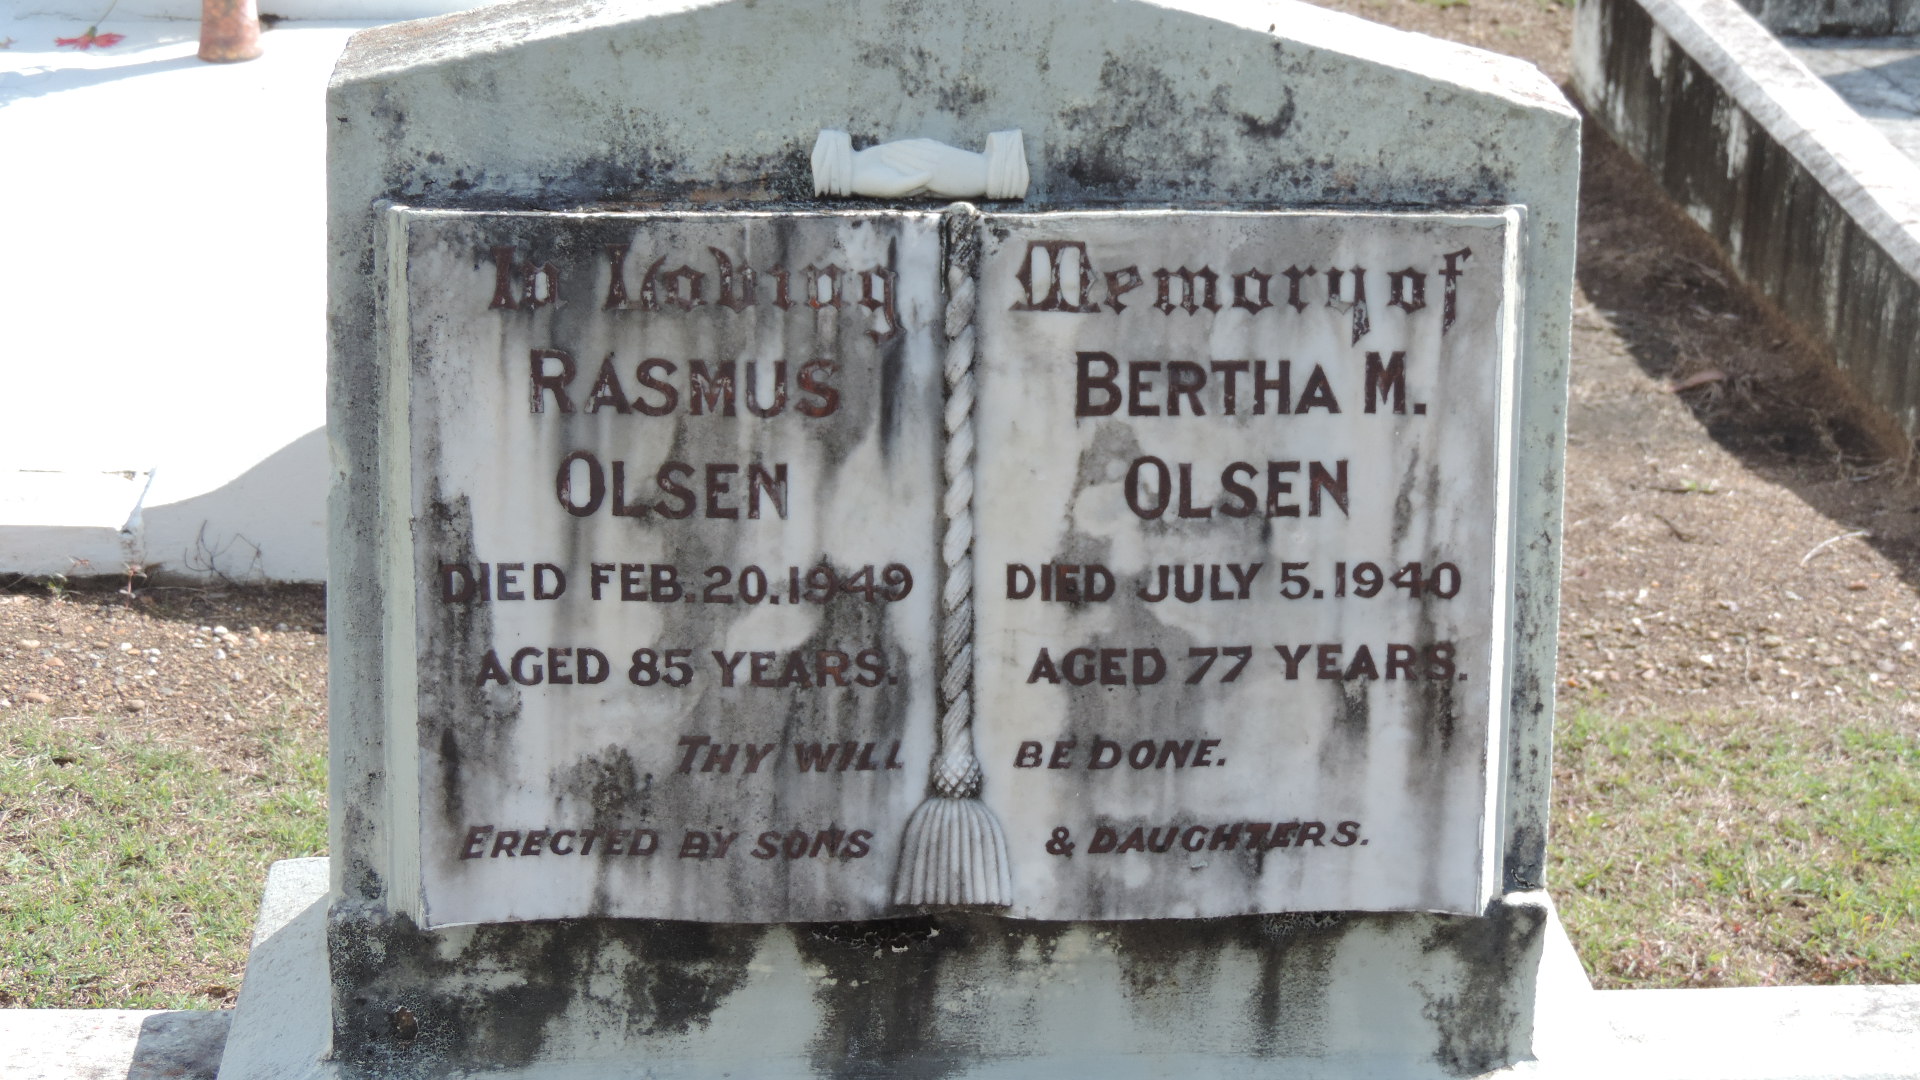 In Loving Memory of
RASMUS
OLSEN
DIED FEB. 20. 1949
AGED 85 YEARS.
BERTHA M.
OLSEN
DIED JULY 5. 1940
AGED 77 YEARS.
THY WILL BE DONE.
ERECTED BY SONS & DAUGHTERS.